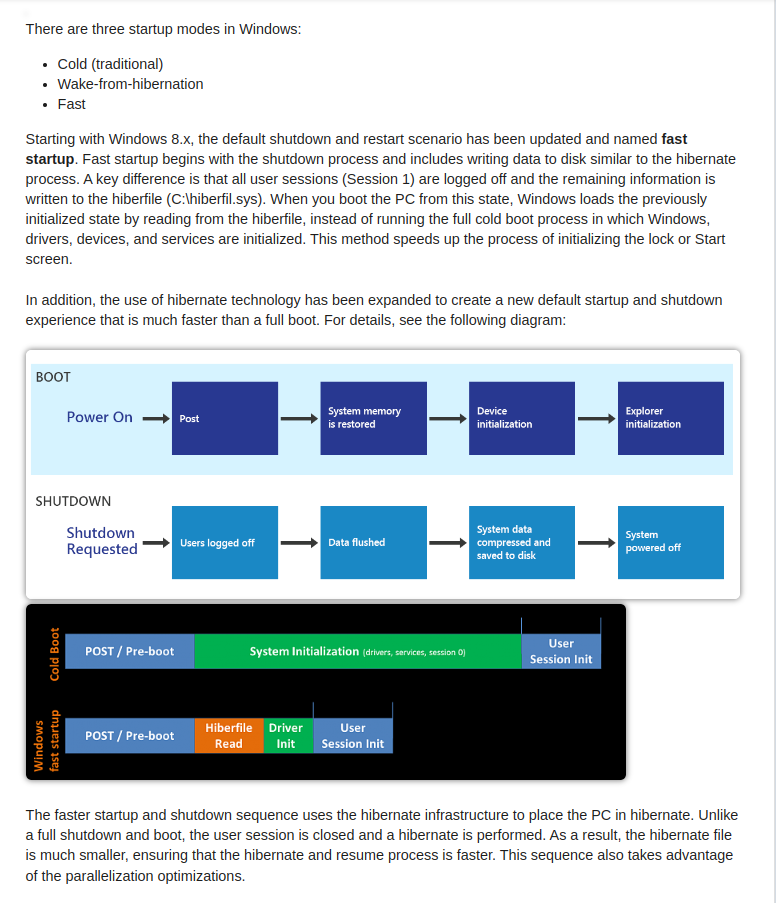 There are three startup modes in Windows:
Cold (traditional)
Wake-from-hibernation
Fast
Starting with Windows 8.x, the default shutdown and restart scenario has been updated and named fast
startup. Fast startup begins with the shutdown process and includes writing data to disk similar to the hibernate
process. A key difference is that all user sessions (Session 1) are logged off and the remaining information is
written to the hiberfile (C:\hiberfil.sys). When you boot the PC from this state, Windows loads the previously
initialized state by reading from the hiberfile, instead of running the full cold boot process in which Windows,
drivers, devices, and services are initialized. This method speeds up the process of initializing the lock or Start
screen.
In addition, the use of hibernate technology has been expanded to create a new default startup and shutdown
experience that is much faster than a full boot. For details, see the following diagram:
BOOT
Power On
Post
System memory
is restored
Device
initialization
Explorer
initialization
SHUTDOWN
Shutdown
Requested
Users logged off
Data flushed
System data
compressed and
saved to disk
System
powered off
Cold Boot
POST / Pre-boot
System Initialization (drivers, services, session 0)
User
Session Init
Windows
fast startup
POST / Pre-boot
Hiberfile
Read
Driver
Init
User
Session Init
The faster startup and shutdown sequence uses the hibernate infrastructure to place the PC in hibernate. Unlike
a full shutdown and boot, the user session is closed and a hibernate is performed. As a result, the hibernate file
is much smaller, ensuring that the hibernate and resume process is faster. This sequence also takes advantage
of the parallelization optimizations.